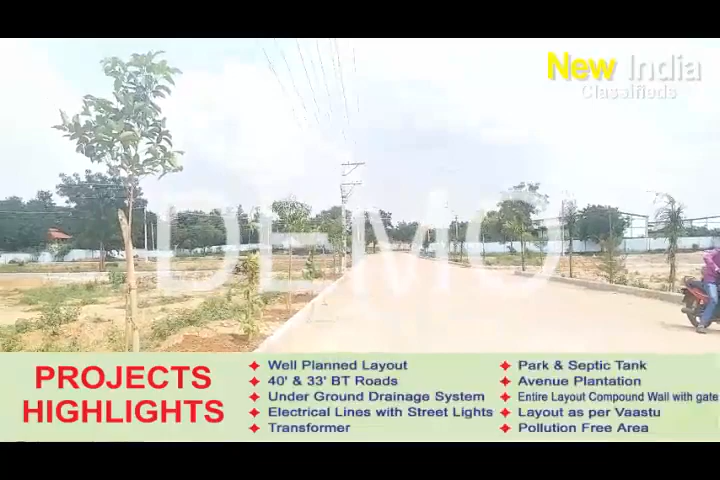 New India
Classifieds
DEMO
PROJECTS
HIGHLIGHTS
Well Planned Layout
40' & 33' BT Roads
Under Ground Drainage System
Electrical Lines with Street Lights
Transformer
Park & Septic Tank
Avenue Plantation
Entire Layout Compound Wall with gate
Layout as per Vaastu
Pollution Free Area